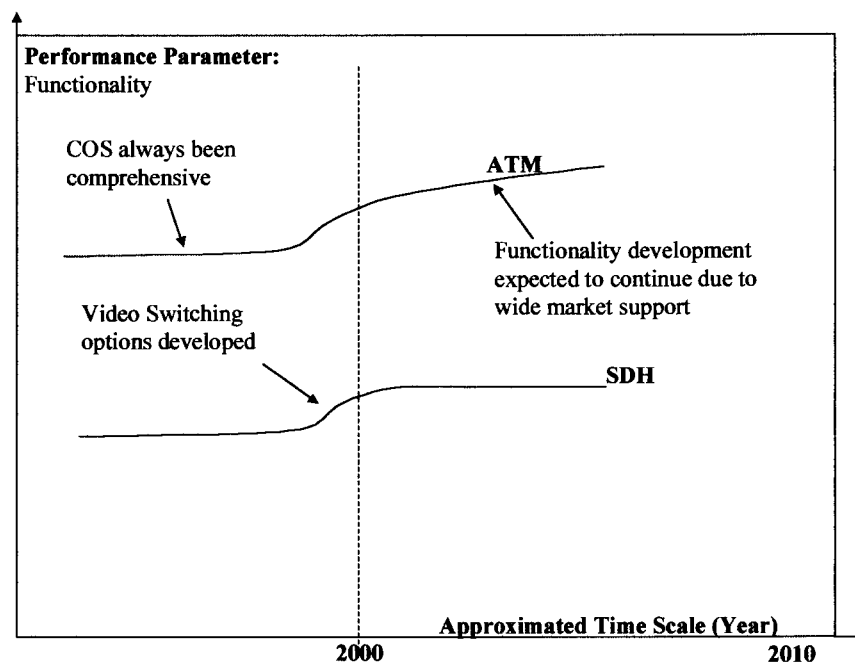 Performance Parameter:
Functionality
COS always been
comprehensive
ATM
Functionality development
expected to continue due to
wide market support
Video Switching
options developed
SDH
Approximated Time Scale (Year)
2000
2010